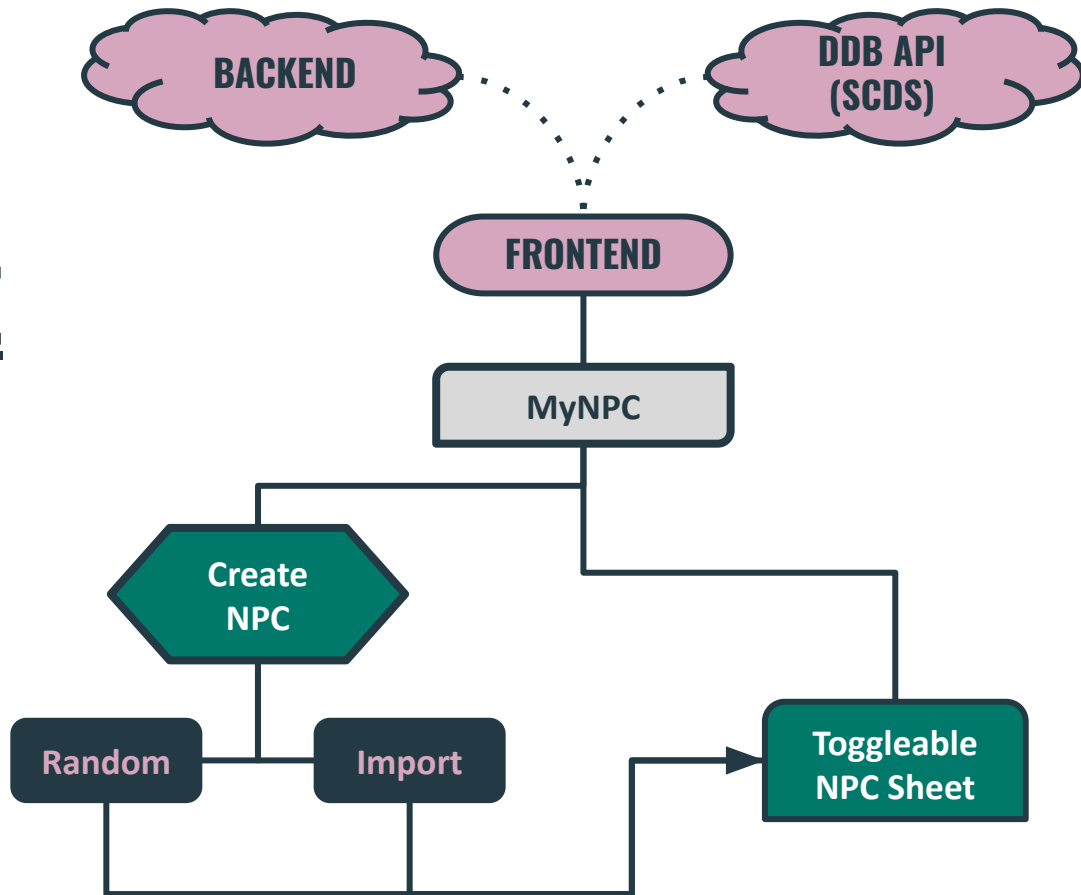 BACKEND
DDB API
(SCDS)
FRONTEND
MyNPC
Create
NPC
Random
Import
Toggleable
NPC Sheet